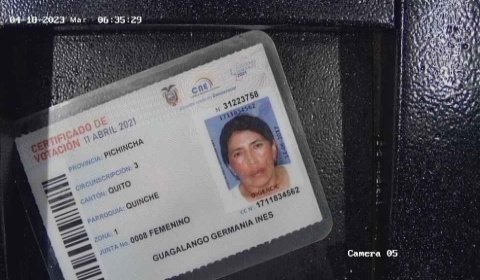 04-18-2023 Mar 06:35:29
CNE
CERTIFICADO DE
VOTACIÓN 11 ABRIL 2021
N 31223758
1711834562
PROVINCIA: PICHINCHA
CIRCUNSCRIPCIÓN: 3
CANTÓN: QUITO
PARROQUIA: QUINCHE
ZONA: 1
JUNTA No. 0008 FEMENINO
CC N: 1711834562
GUAGALANGO GERMANIA INES
Camera 05